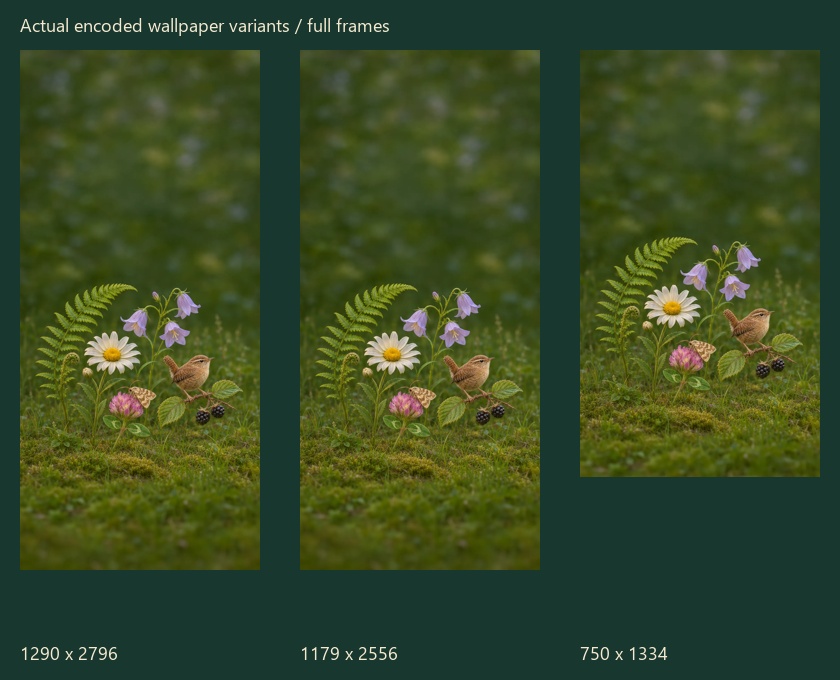 Actual encoded wallpaper variants / full frames
1290 x 2796
1179 x 2556
750 x 1334